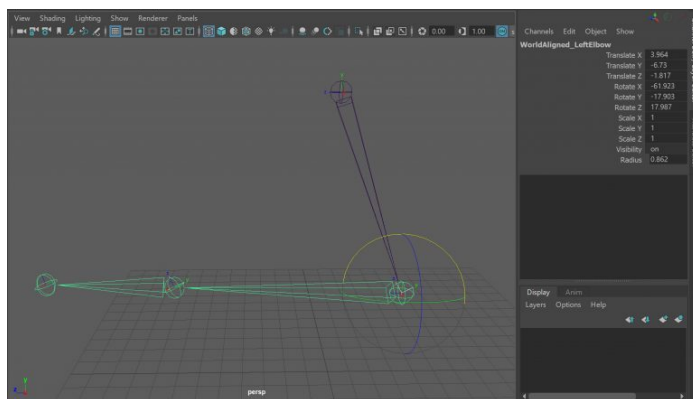 View Shading Lighting Show Renderer Panels
0.00 1.00
Channels Edit Object Show
WorldAligned_LeftElbow
Translate X 3.964
Translate Y -6.73
Translate Z -1.817
Rotate X -61.923
Rotate Y -17.903
Rotate Z 17.987
Scale X 1
Scale Y 1
Scale Z 1
Visibility on
Radius 0.862
Display Anim
Layers Options Help
persp